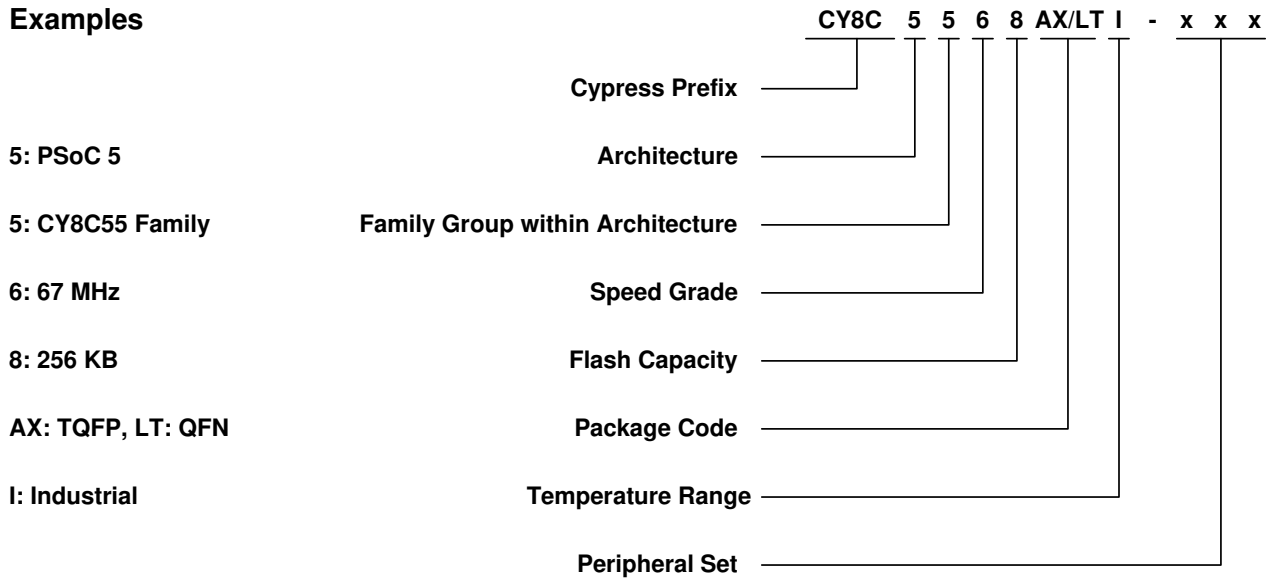 Examples CY8C 5 5 6 8 AX/LT I - x x x
Cypress Prefix
5: PSoC 5 Architecture
5: CY8C55 Family Family Group within Architecture
6: 67 MHz Speed Grade
8: 256 KB Flash Capacity
AX: TQFP, LT: QFN Package Code
I: Industrial Temperature Range
Peripheral Set